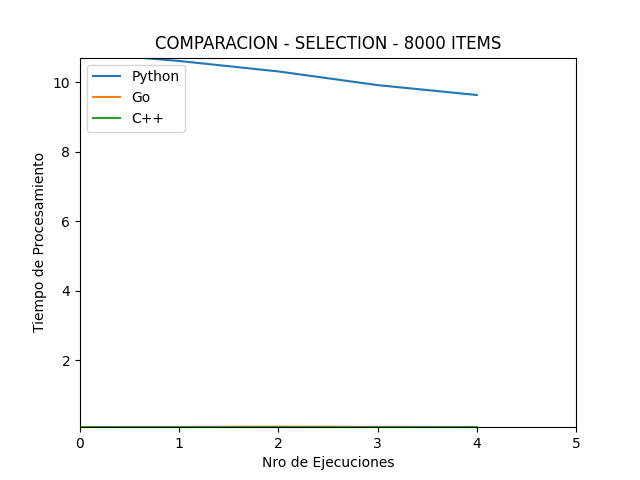 COMPARACION - SELECTION - 8000 ITEMS
Python
Go
C++
10
8
6
4
2
Tiempo de Procesamiento
0 1 2 3 4 5
Nro de Ejecuciones